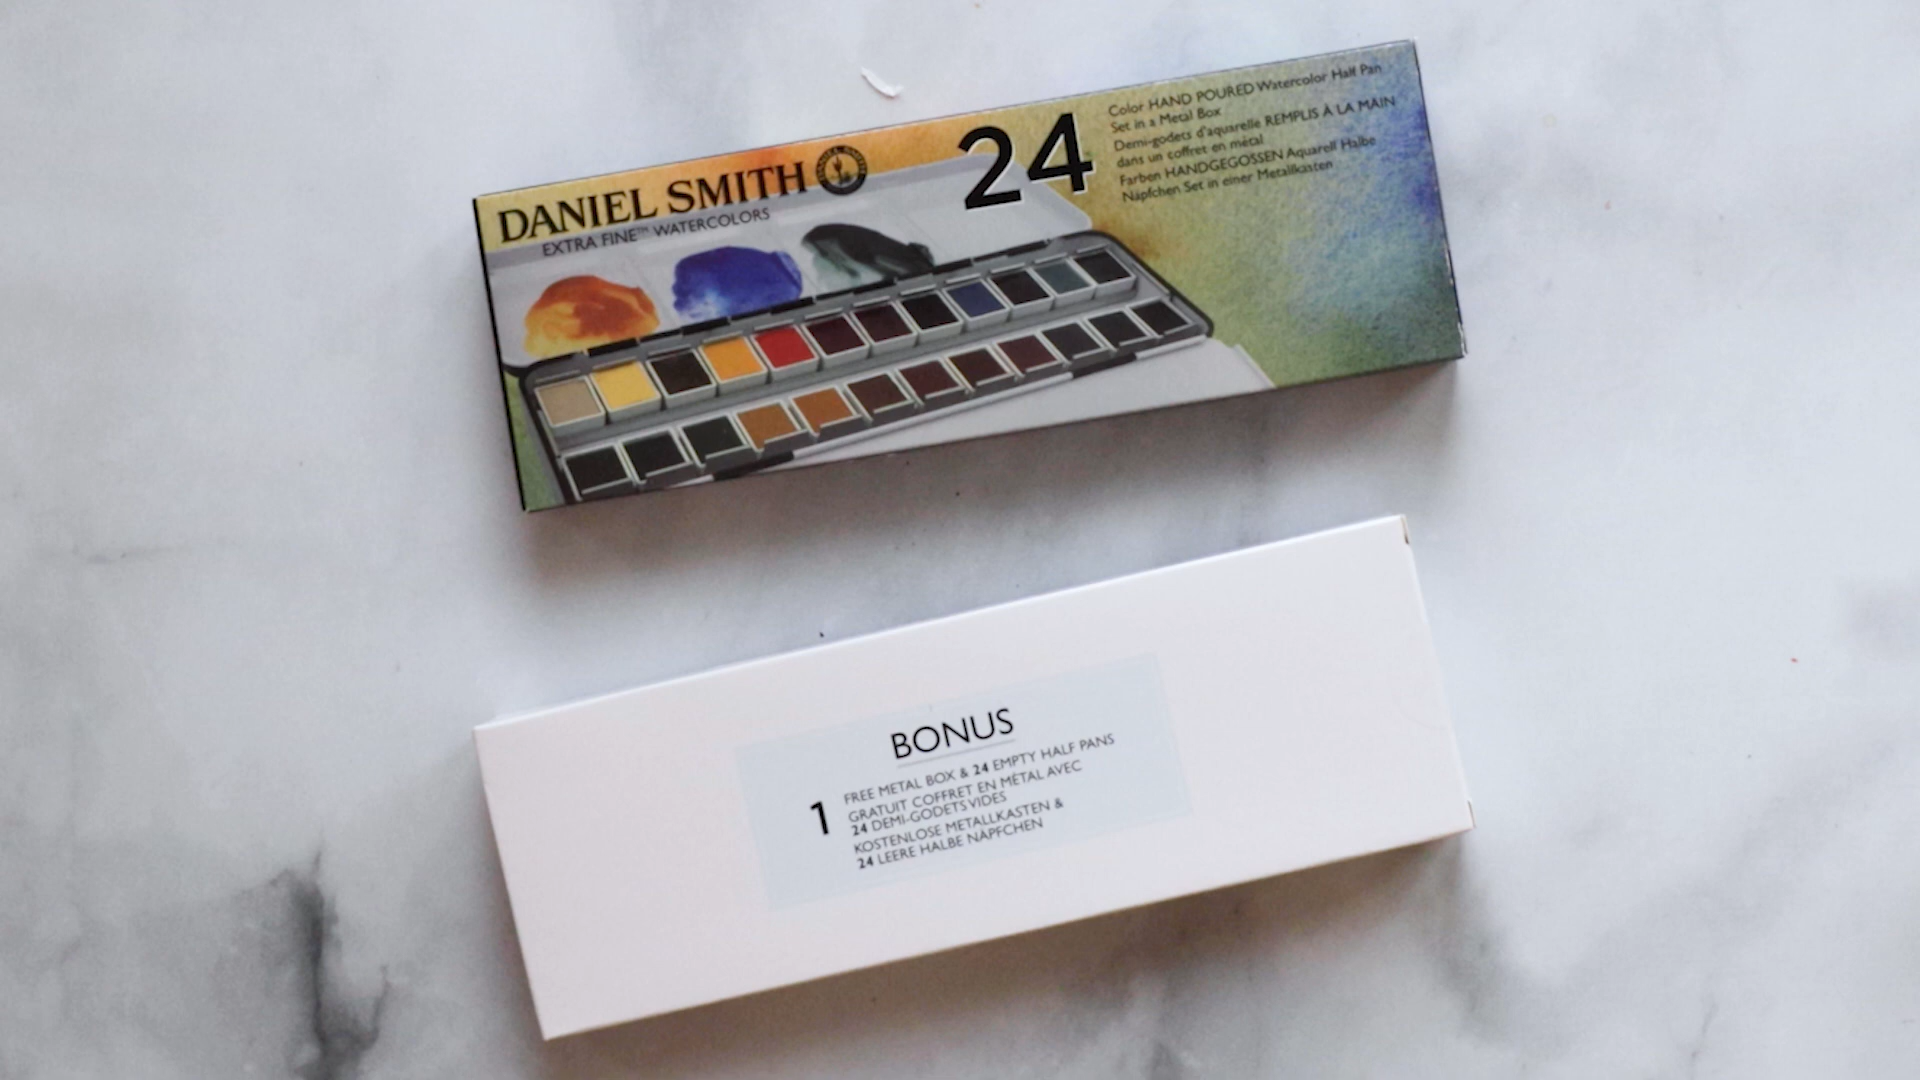 DANIEL SMITH
EXTRA FINE™ WATERCOLORS
24
Color HAND POURED Watercolor Half Pan
Set in a Metal Box
Demi-godets d'aquarelle REMPLIS À LA MAIN
dans un coffret en métal
Farben HANDGEGOSSEN Aquarell Halbe
Näpfchen Set in einer Metallkasten
BONUS
1
FREE METAL BOX & 24 EMPTY HALF PANS
GRATUIT COFFRET EN MÉTAL AVEC
24 DEMI-GODETS VIDES
KOSTENLOSE METALLKASTEN &
24 LEERE HALBE NÄPFCHEN